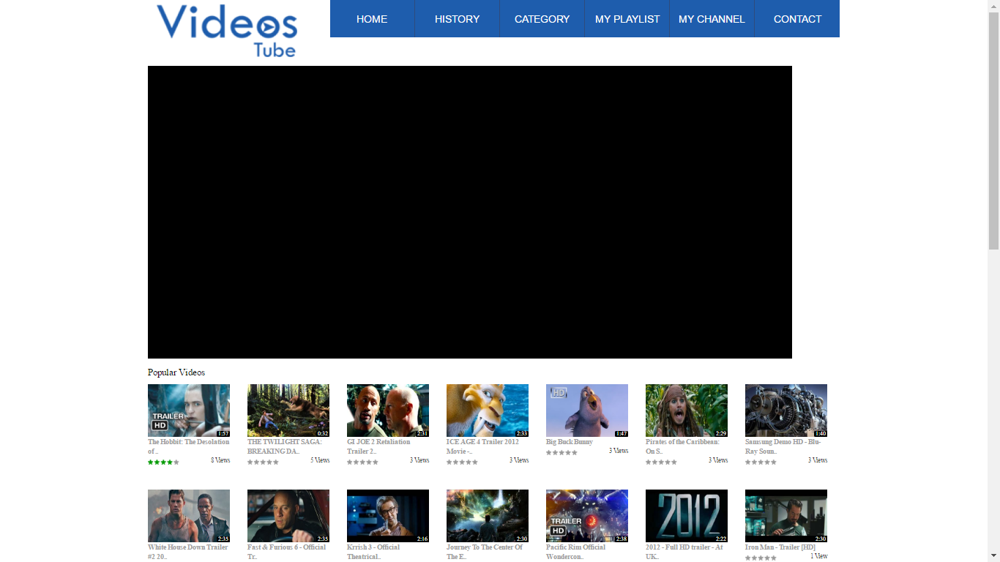 Videos
Tube
HOME HISTORY CATEGORY MY PLAYLIST MY CHANNEL CONTACT
Popular Videos
TRAILER
HD
1:57
The Hobbit: The Desolation
of ..
8 Views
0:32
THE TWILIGHT SAGA:
BREAKING DA..
5 Views
2:31
GI JOE 2 Retaliation
Trailer 2..
3 Views
2:33
ICE AGE 4 Trailer 2012
Movie -..
3 Views
HD
1:47
Big Buck Bunny
3 Views
2:29
Pirates of the Caribbean:
On S..
3 Views
1:40
Samsung Demo HD - Blu-
Ray Soun..
3 Views
2:35
White House Down Trailer
#2 20..
2:35
Fast & Furious 6 - Official
Tr..
2:16
Krrish 3 - Official
Theatrical..
2:30
Journey To The Center Of
The E..
TRAILER
HD
2:38
Pacific Rim Official
Wondercon..
2012
2:22
2012 - Full HD trailer - At
UK..
2:30
Iron Man - Trailer [HD]
1 View